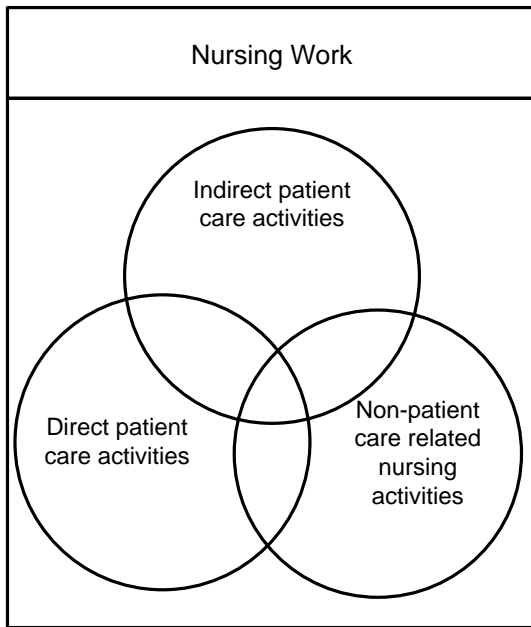 Nursing Work
Indirect patient
care activities
Direct patient
care activities
Non-patient
care related
nursing
activities